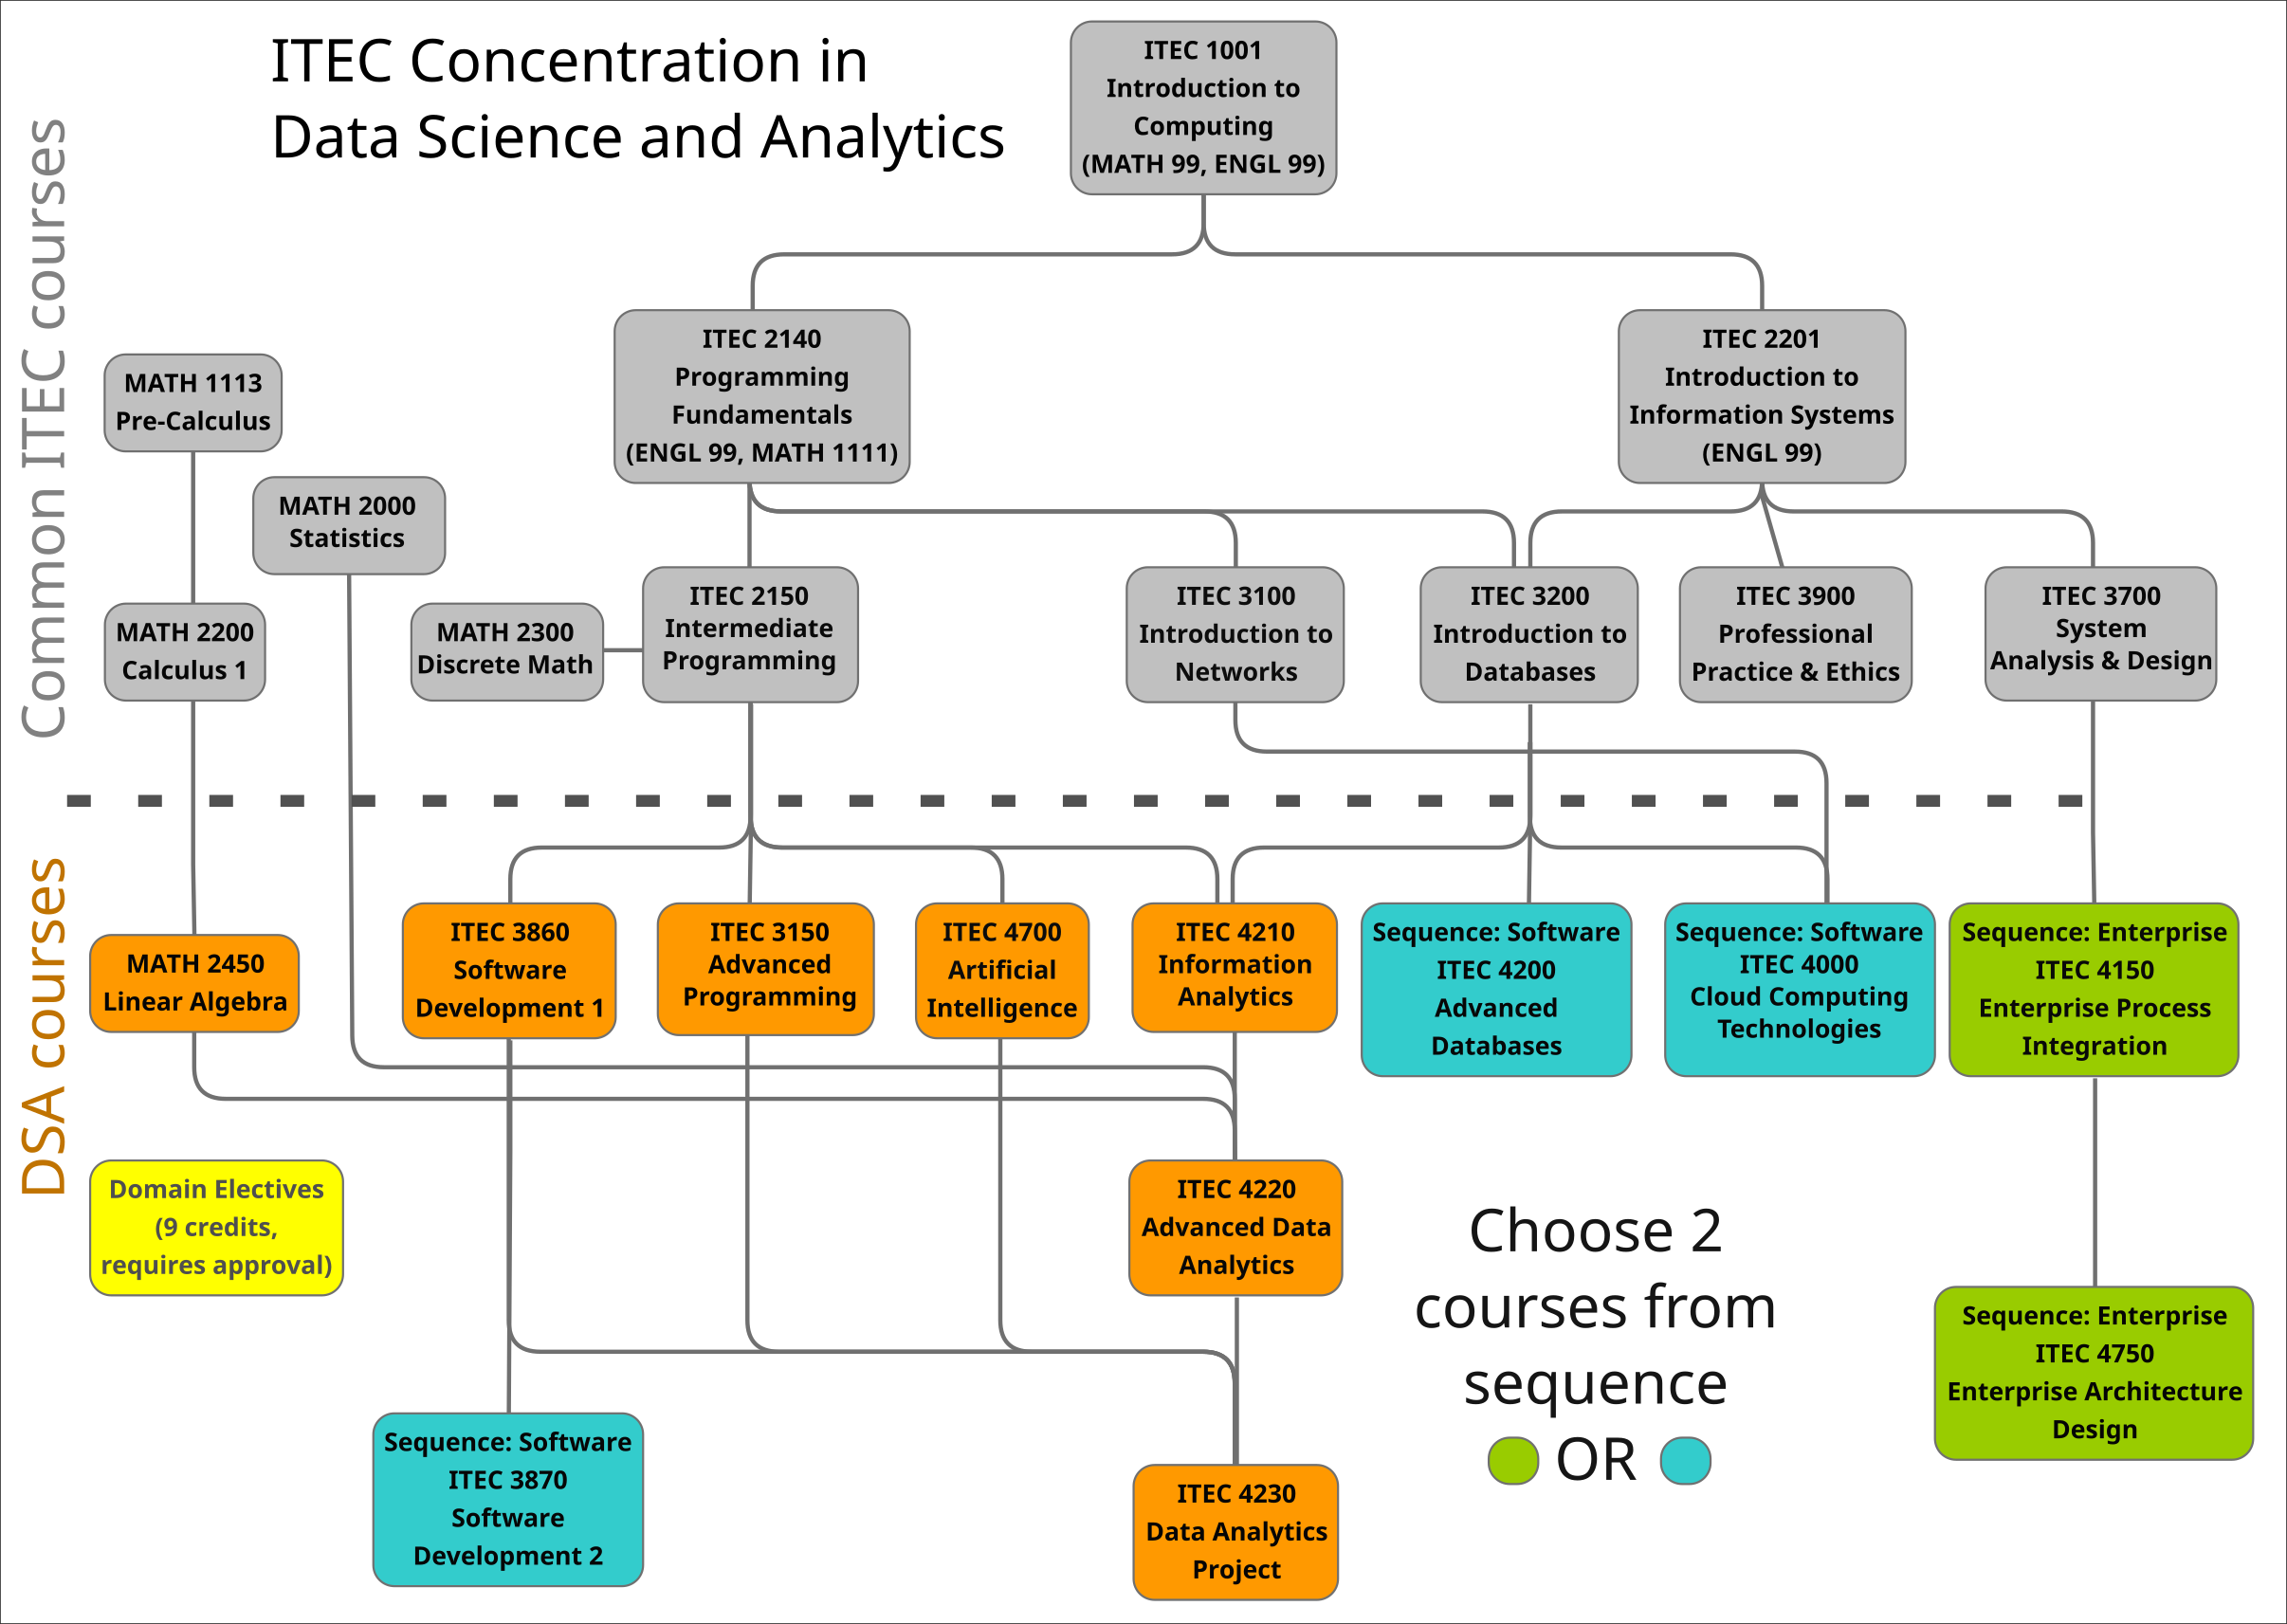 ITEC Concentration in
Data Science and Analytics
Common ITEC courses
DSA courses
ITEC 1001
Introduction to
Computing
(MATH 99, ENGL 99)
ITEC 2140
Programming
Fundamentals
(ENGL 99, MATH 1111)
ITEC 2201
Introduction to
Information Systems
(ENGL 99)
MATH 1113
Pre-Calculus
MATH 2000
Statistics
MATH 2200
Calculus 1
MATH 2300
Discrete Math
ITEC 2150
Intermediate
Programming
ITEC 3100
Introduction to
Networks
ITEC 3200
Introduction to
Databases
ITEC 3900
Professional
Practice & Ethics
ITEC 3700
System
Analysis & Design
MATH 2450
Linear Algebra
ITEC 3860
Software
Development 1
ITEC 3150
Advanced
Programming
ITEC 4700
Artificial
Intelligence
ITEC 4210
Information
Analytics
Sequence: Software
ITEC 4200
Advanced
Databases
Sequence: Software
ITEC 4000
Cloud Computing
Technologies
Sequence: Enterprise
ITEC 4150
Enterprise Process
Integration
Domain Electives
(9 credits,
requires approval)
ITEC 4220
Advanced Data
Analytics
Choose 2
courses from
sequence
OR
Sequence: Enterprise
ITEC 4750
Enterprise Architecture
Design
Sequence: Software
ITEC 3870
Software
Development 2
ITEC 4230
Data Analytics
Project